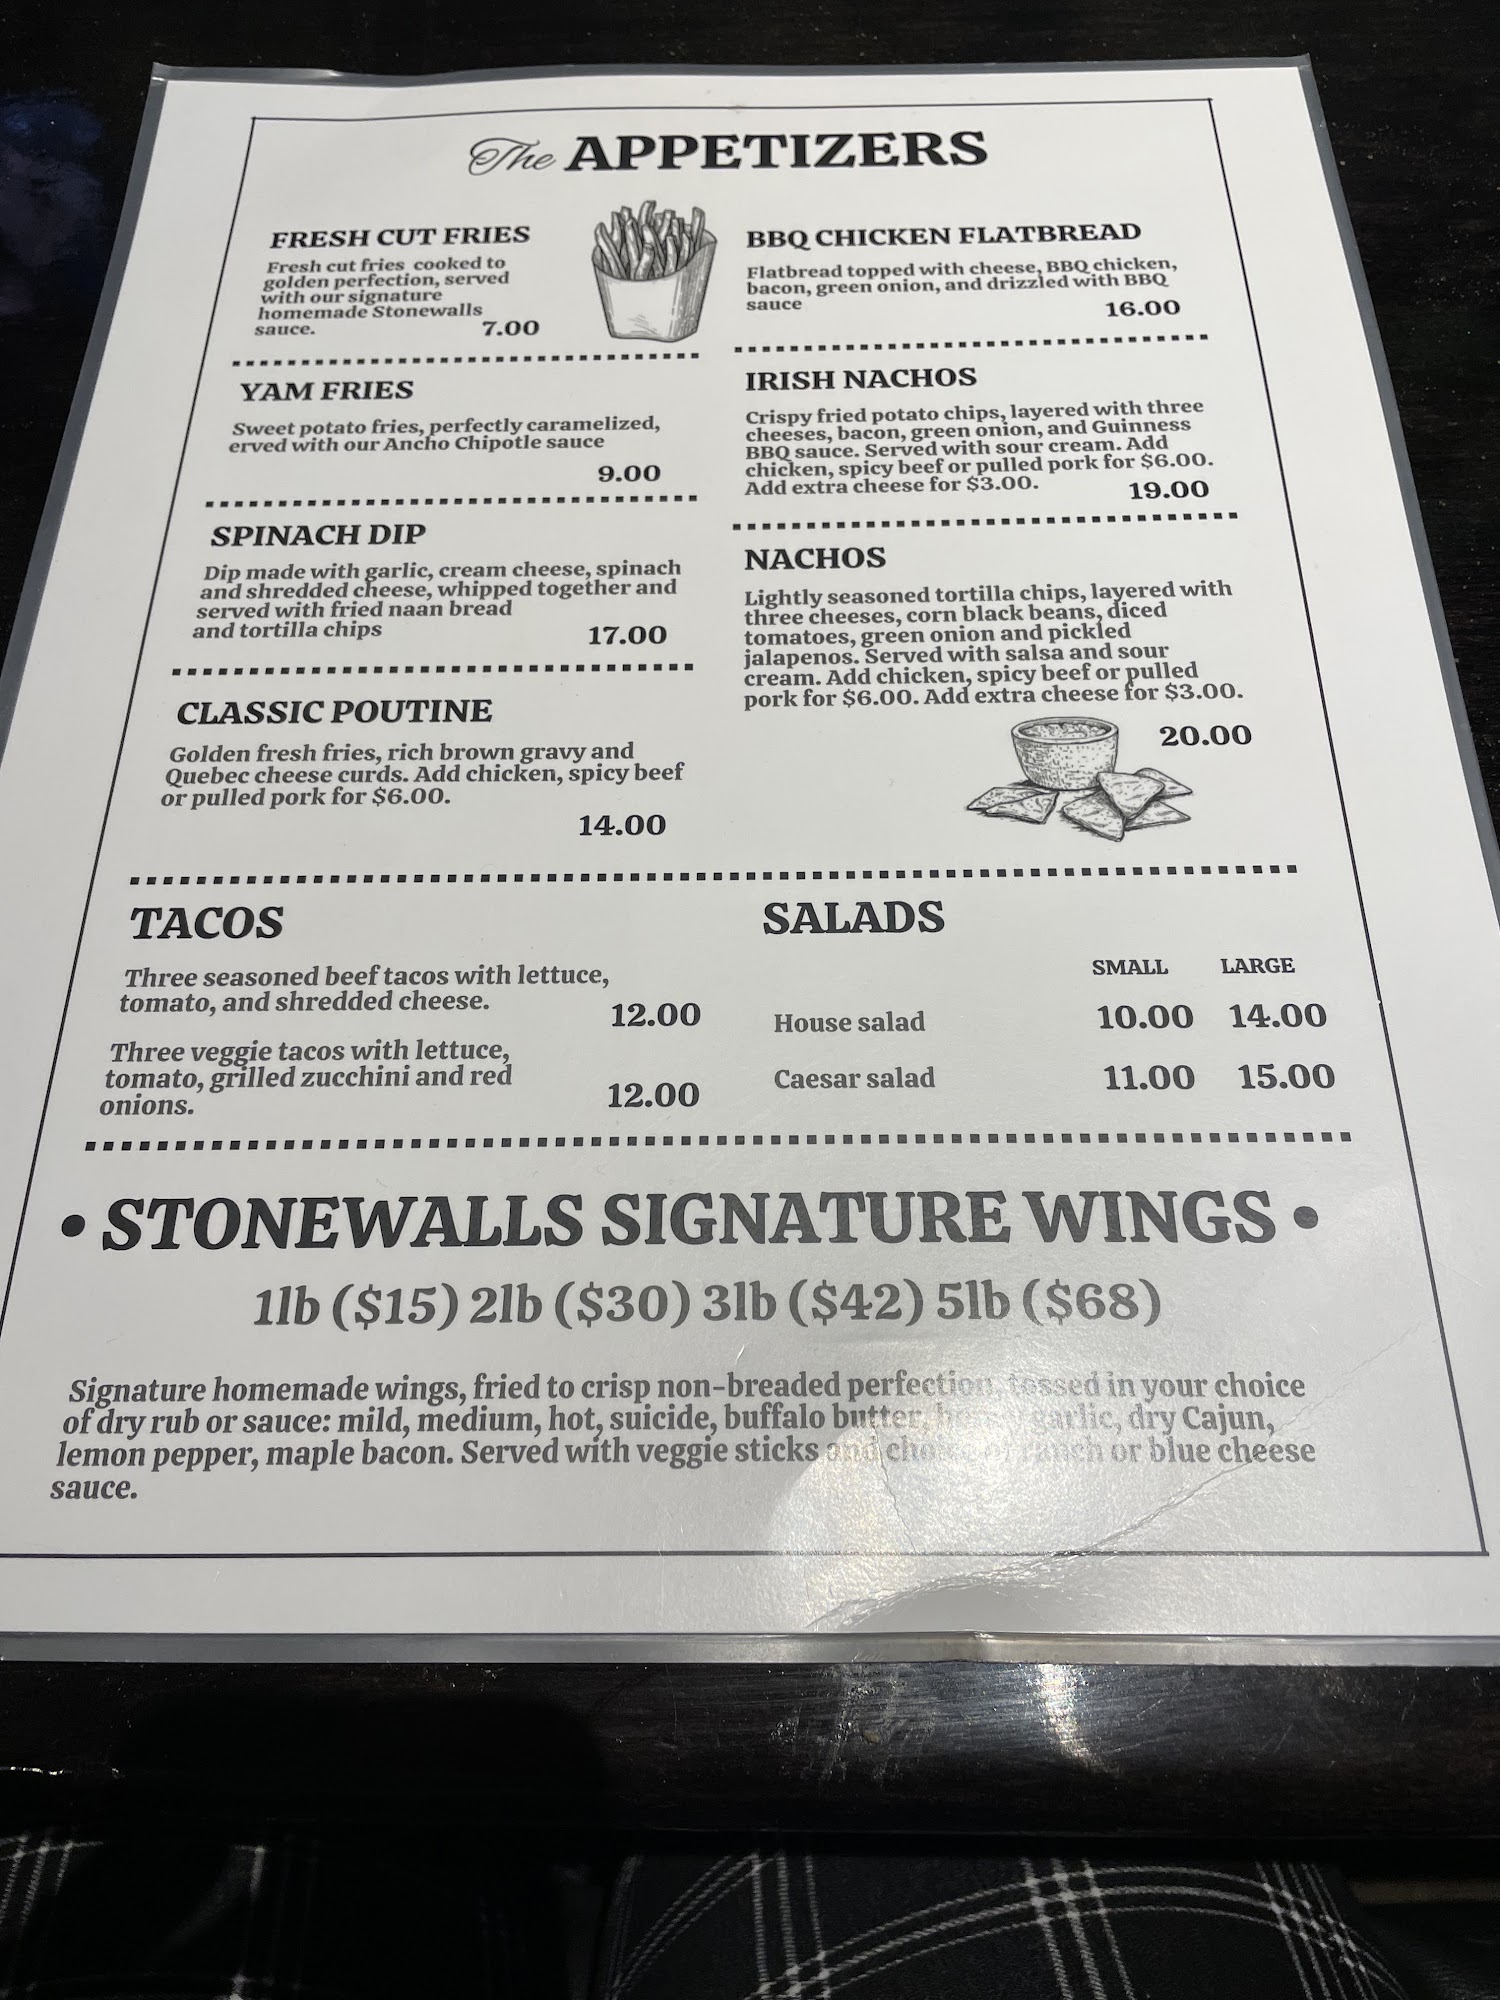 The APPETIZERS
FRESH CUT FRIES
Fresh cut fries cooked to
golden perfection, served
with our signature
homemade Stonewalls
sauce. 7.00
YAM FRIES
Sweet potato fries, perfectly caramelized,
erved with our Ancho Chipotle sauce
9.00
SPINACH DIP
Dip made with garlic, cream cheese, spinach
and shredded cheese, whipped together and
served with fried naan bread
and tortilla chips 17.00
CLASSIC POUTINE
Golden fresh fries, rich brown gravy and
Quebec cheese curds. Add chicken, spicy beef
or pulled pork for $6.00.
14.00
BBQ CHICKEN FLATBREAD
Flatbread topped with cheese, BBQ chicken,
bacon, green onion, and drizzled with BBQ
sauce 16.00
IRISH NACHOS
Crispy fried potato chips, layered with three
cheeses, bacon, green onion, and Guinness
BBQ sauce. Served with sour cream. Add
chicken, spicy beef or pulled pork for $6.00.
Add extra cheese for $3.00. 19.00
NACHOS
Lightly seasoned tortilla chips, layered with
three cheeses, corn black beans, diced
tomatoes, green onion and pickled
jalapenos. Served with salsa and sour
cream. Add chicken, spicy beef or pulled
pork for $6.00. Add extra cheese for $3.00.
20.00
TACOS
Three seasoned beef tacos with lettuce,
tomato, and shredded cheese. 12.00
Three veggie tacos with lettuce,
tomato, grilled zucchini and red
onions. 12.00
SALADS
SMALL LARGE
House salad 10.00 14.00
Caesar salad 11.00 15.00
• STONEWALLS SIGNATURE WINGS •
1lb ($15) 2lb ($30) 3lb ($42) 5lb ($68)
Signature homemade wings, fried to crisp non-breaded perfection, tossed in your choice
of dry rub or sauce: mild, medium, hot, suicide, buffalo butter, garlic, dry Cajun,
lemon pepper, maple bacon. Served with veggie sticks and choice of ranch or blue cheese
sauce.